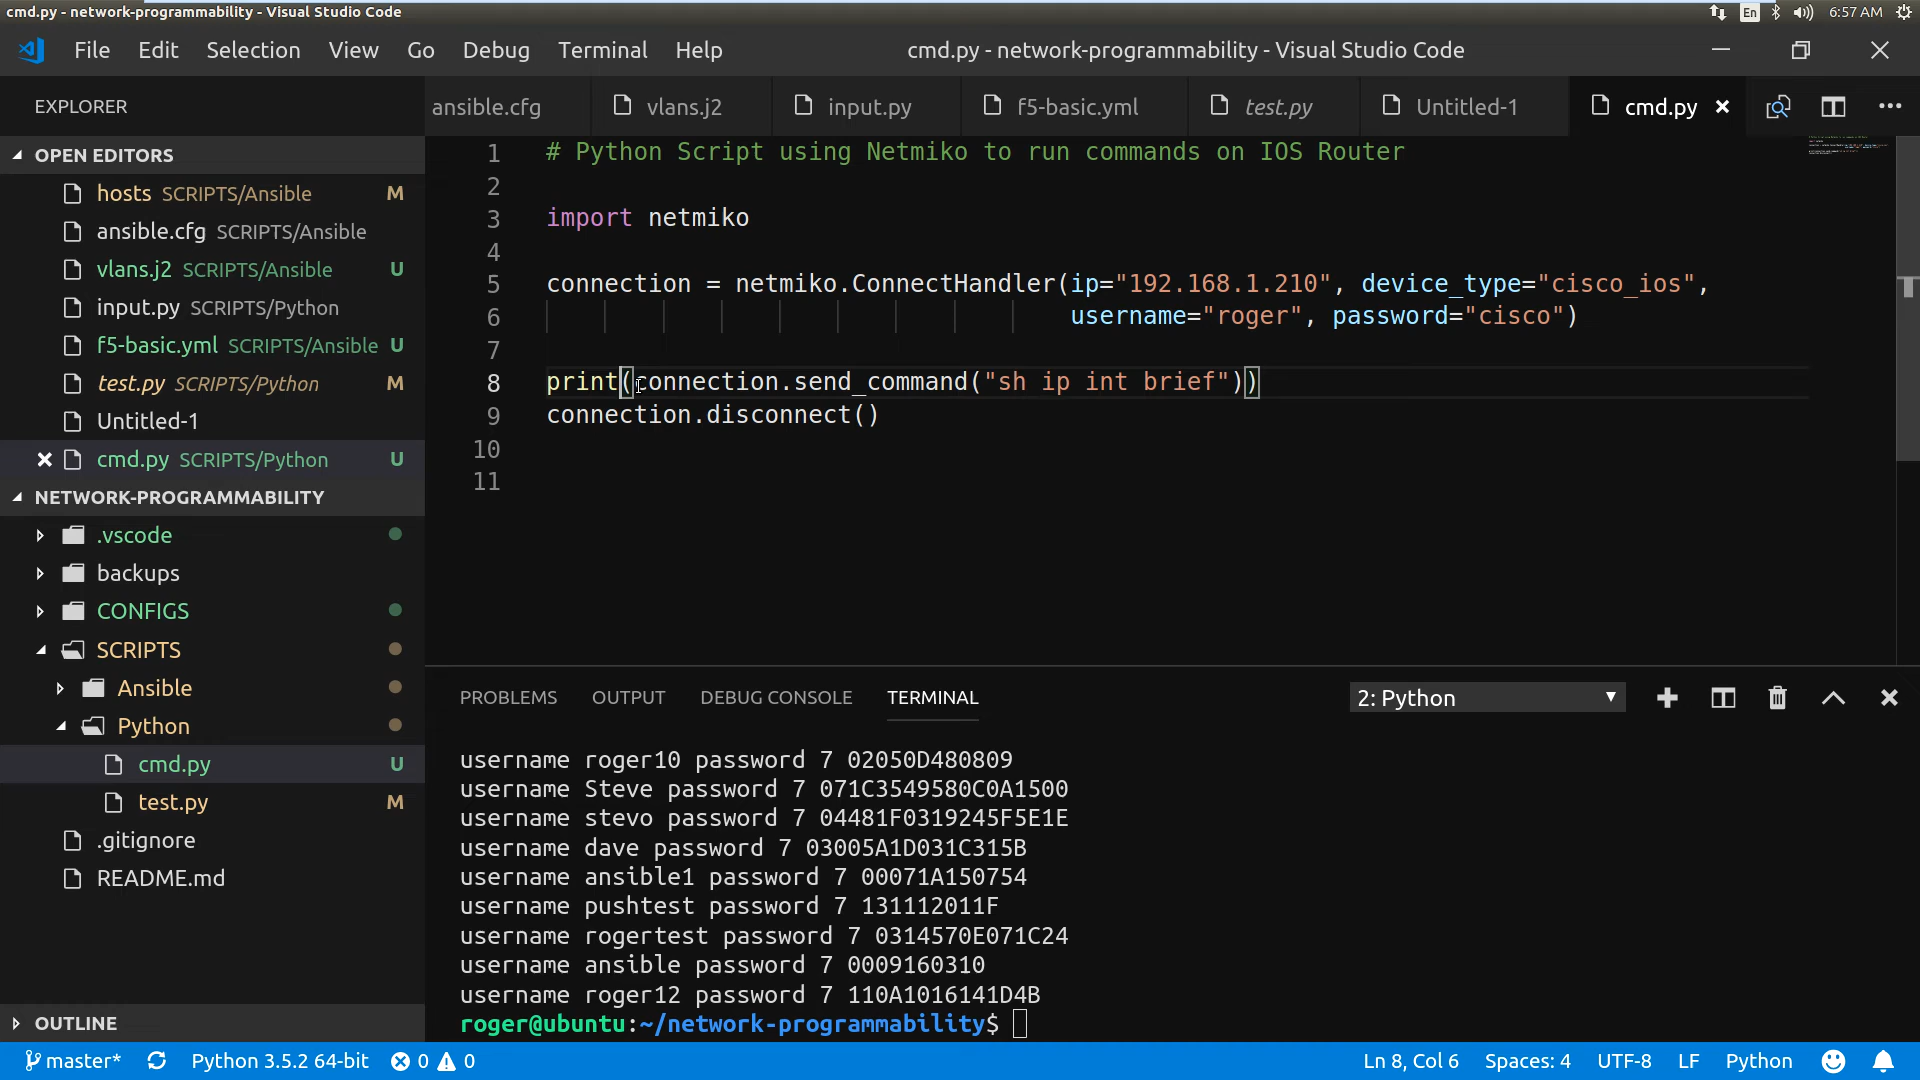 cmd.py - network-programmability - Visual Studio Code
En
6:57 AM
File Edit Selection View Go Debug Terminal Help
cmd.py - network-programmability - Visual Studio Code
EXPLORER
ansible.cfg vlans.j2 input.py f5-basic.yml test.py Untitled-1 cmd.py
OPEN EDITORS
hosts SCRIPTS/Ansible M
ansible.cfg SCRIPTS/Ansible
vlans.j2 SCRIPTS/Ansible U
input.py SCRIPTS/Python
f5-basic.yml SCRIPTS/Ansible U
test.py SCRIPTS/Python M
Untitled-1
cmd.py SCRIPTS/Python U
NETWORK-PROGRAMMABILITY
.vscode
backups
CONFIGS
SCRIPTS
Ansible
Python
cmd.py U
test.py M
.gitignore
README.md
OUTLINE
1 # Python Script using Netmiko to run commands on IOS Router
2
3 import netmiko
4
5 connection = netmiko.ConnectHandler(ip="192.168.1.210", device_type="cisco_ios",
6 username="roger", password="cisco")
7
8 print(connection.send_command("sh ip int brief"))
9 connection.disconnect()
10
11
PROBLEMS OUTPUT DEBUG CONSOLE TERMINAL
2: Python
username roger10 password 7 02050D480809
username Steve password 7 071C3549580C0A1500
username stevo password 7 04481F0319245F5E1E
username dave password 7 03005A1D031C315B
username ansible1 password 7 00071A150754
username pushtest password 7 131112011F
username rogertest password 7 0314570E071C24
username ansible password 7 0009160310
username roger12 password 7 110A1016141D4B
roger@ubuntu:~/network-programmability$
master* Python 3.5.2 64-bit 0 0 Ln 8, Col 6 Spaces: 4 UTF-8 LF Python